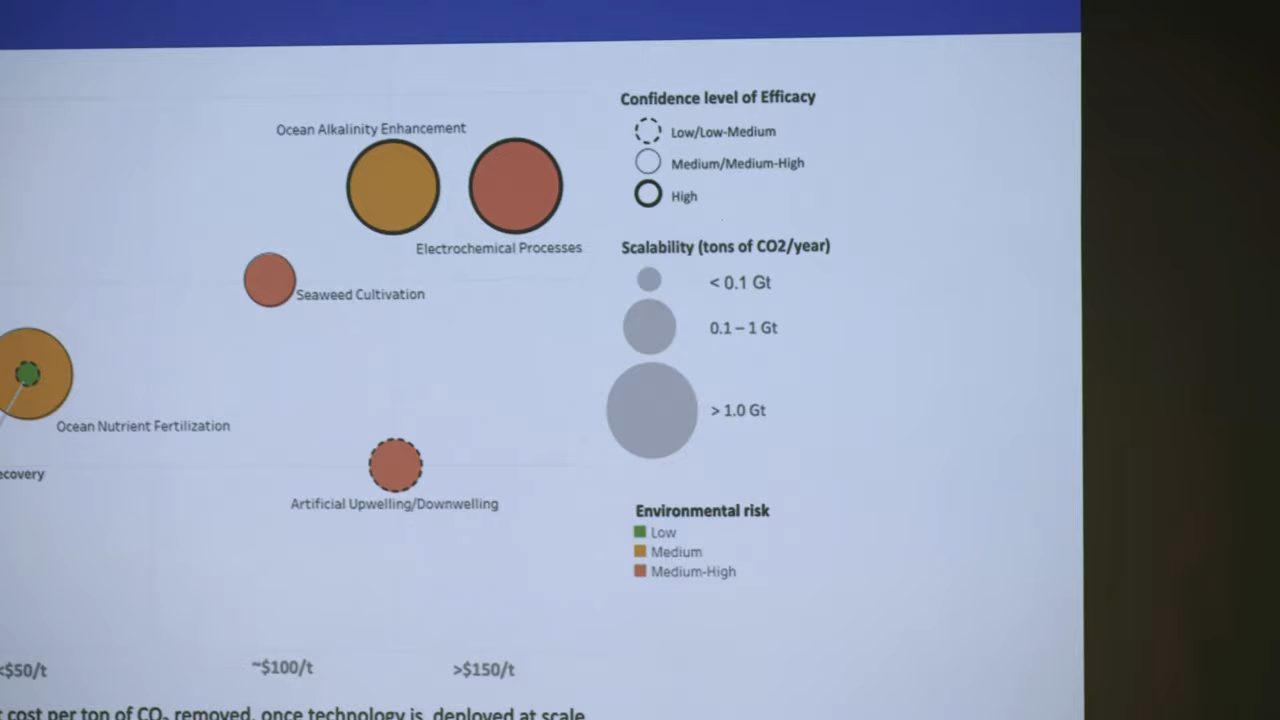 Ocean Alkalinity Enhancement
Electrochemical Processes
Seaweed Cultivation
Ocean Nutrient Fertilization
ecovery
Artificial Upwelling/Downwelling
<$50/t
~$100/t
>$150/t
cost per ton of CO₂ removed, once technology is deployed at scale
Confidence level of Efficacy
Low/Low-Medium
Medium/Medium-High
High
Scalability (tons of CO2/year)
< 0.1 Gt
0.1 – 1 Gt
> 1.0 Gt
Environmental risk
Low
Medium
Medium-High